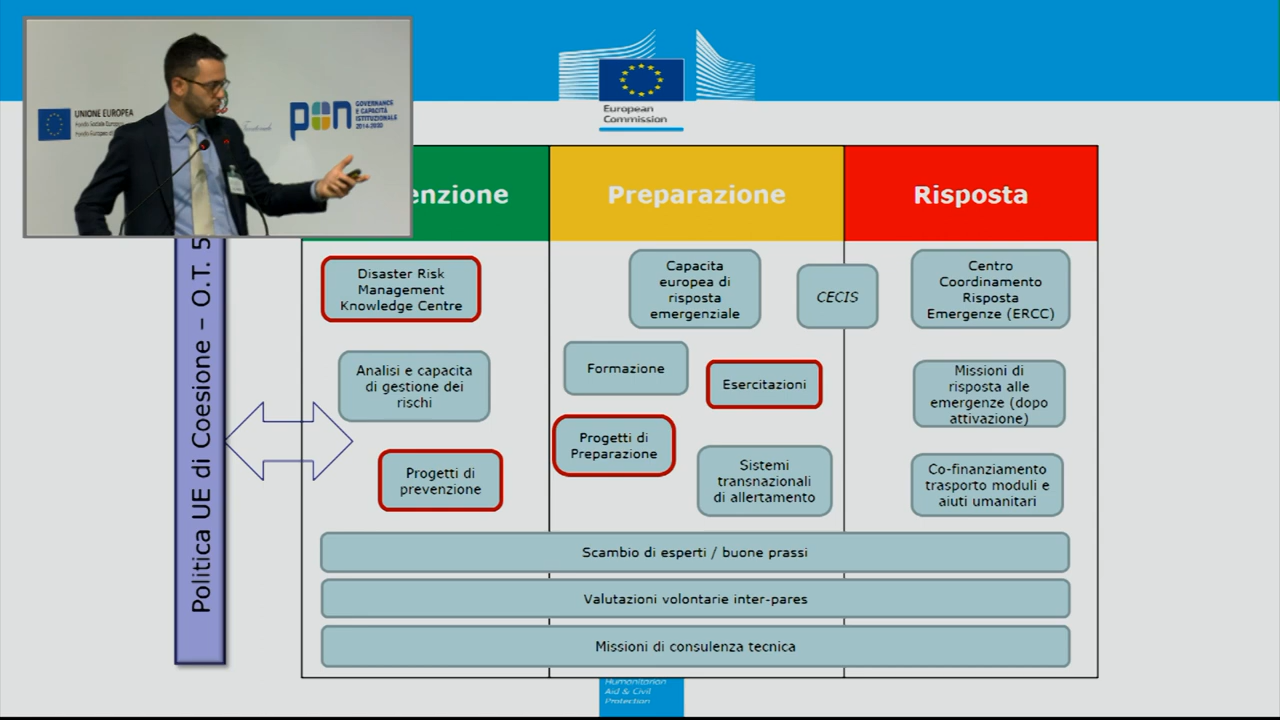 UNIONE EUROPEA
PON
GOVERNANCE
E CAPACITÀ
ISTITUZIONALE
2014-2020
European
Commission
enzione
Preparazione
Risposta
Politica UE di Coesione – O.T. 5
Disaster Risk
Management
Knowledge Centre
Capacita
europea di
risposta
emergenziale
CECIS
Centro
Coordinamento
Risposta
Emergenze (ERCC)
Analisi e capacita
di gestione dei
rischi
Formazione
Esercitazioni
Missioni di
risposta alle
emergenze (dopo
attivazione)
Progetti di
prevenzione
Progetti di
Preparazione
Sistemi
transnazionali
di allertamento
Co-finanziamento
trasporto moduli e
aiuti umanitari
Scambio di esperti / buone prassi
Valutazioni volontarie inter-pares
Missioni di consulenza tecnica
Humanitarian
Aid & Civil
Protection